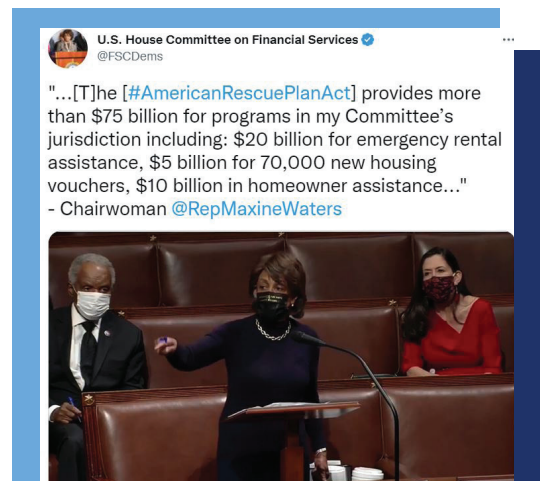 U.S. House Committee on Financial Services
@FSCDems
"...[T]he [#AmericanRescuePlanAct] provides more
than $75 billion for programs in my Committee's
jurisdiction including: $20 billion for emergency rental
assistance, $5 billion for 70,000 new housing
vouchers, $10 billion in homeowner assistance..."
- Chairwoman @RepMaxineWaters